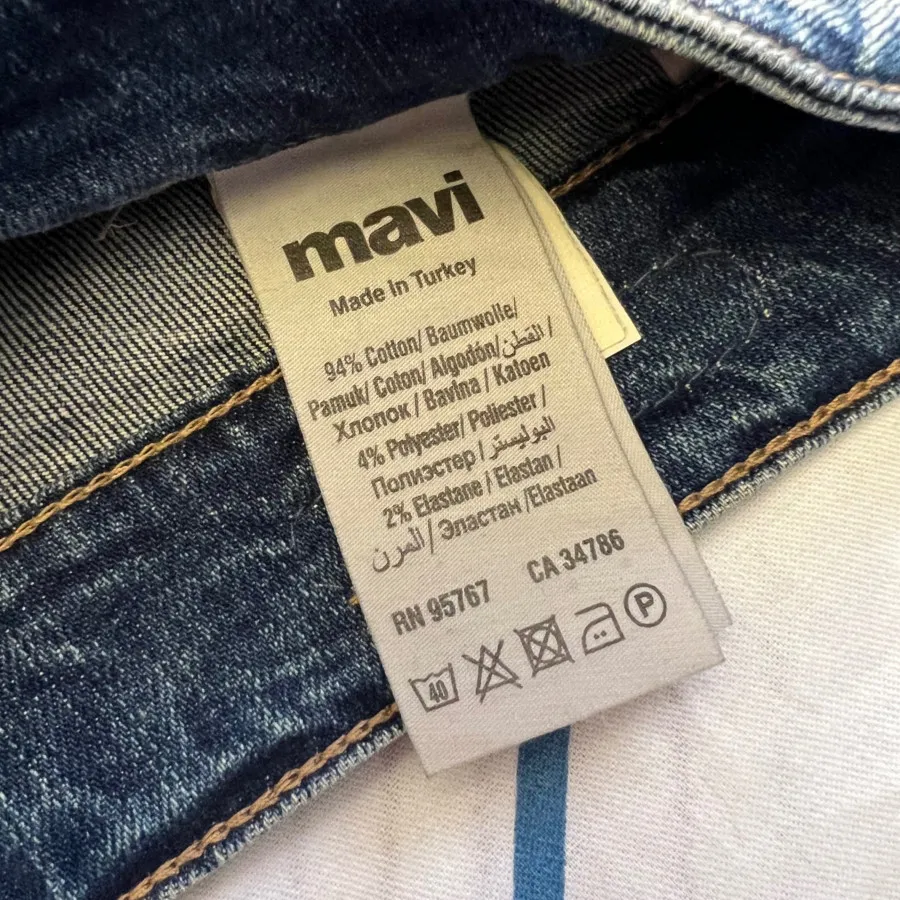 mavi
Made In Turkey
94% Cotton/ Baumwolle/
Pamuk/ Coton/ Algodón/القطن /
Хлопок / Bavlna / Katoen
4% Polyester/ Poliester /
Полиэстер / البوليستر
2% Elastane / Elastan /
المرن / Эластан /Elastaan
RN 95767 CA 34786
40 P